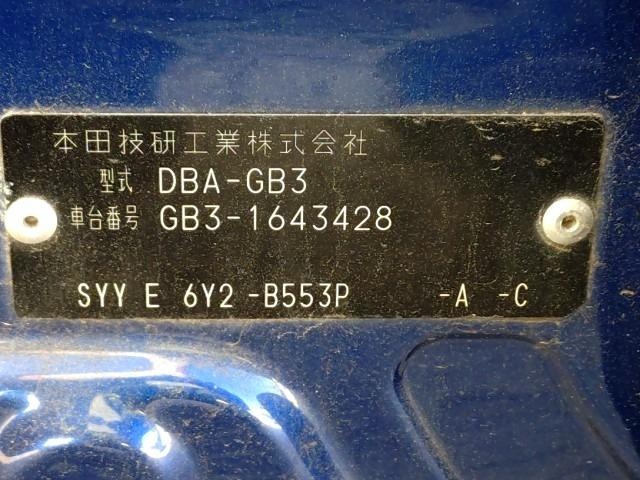 本田技研工業株式会社
型式 DBA-GB3
車台番号 GB3-1643428
SYY E 6Y2 -B553P -A -C